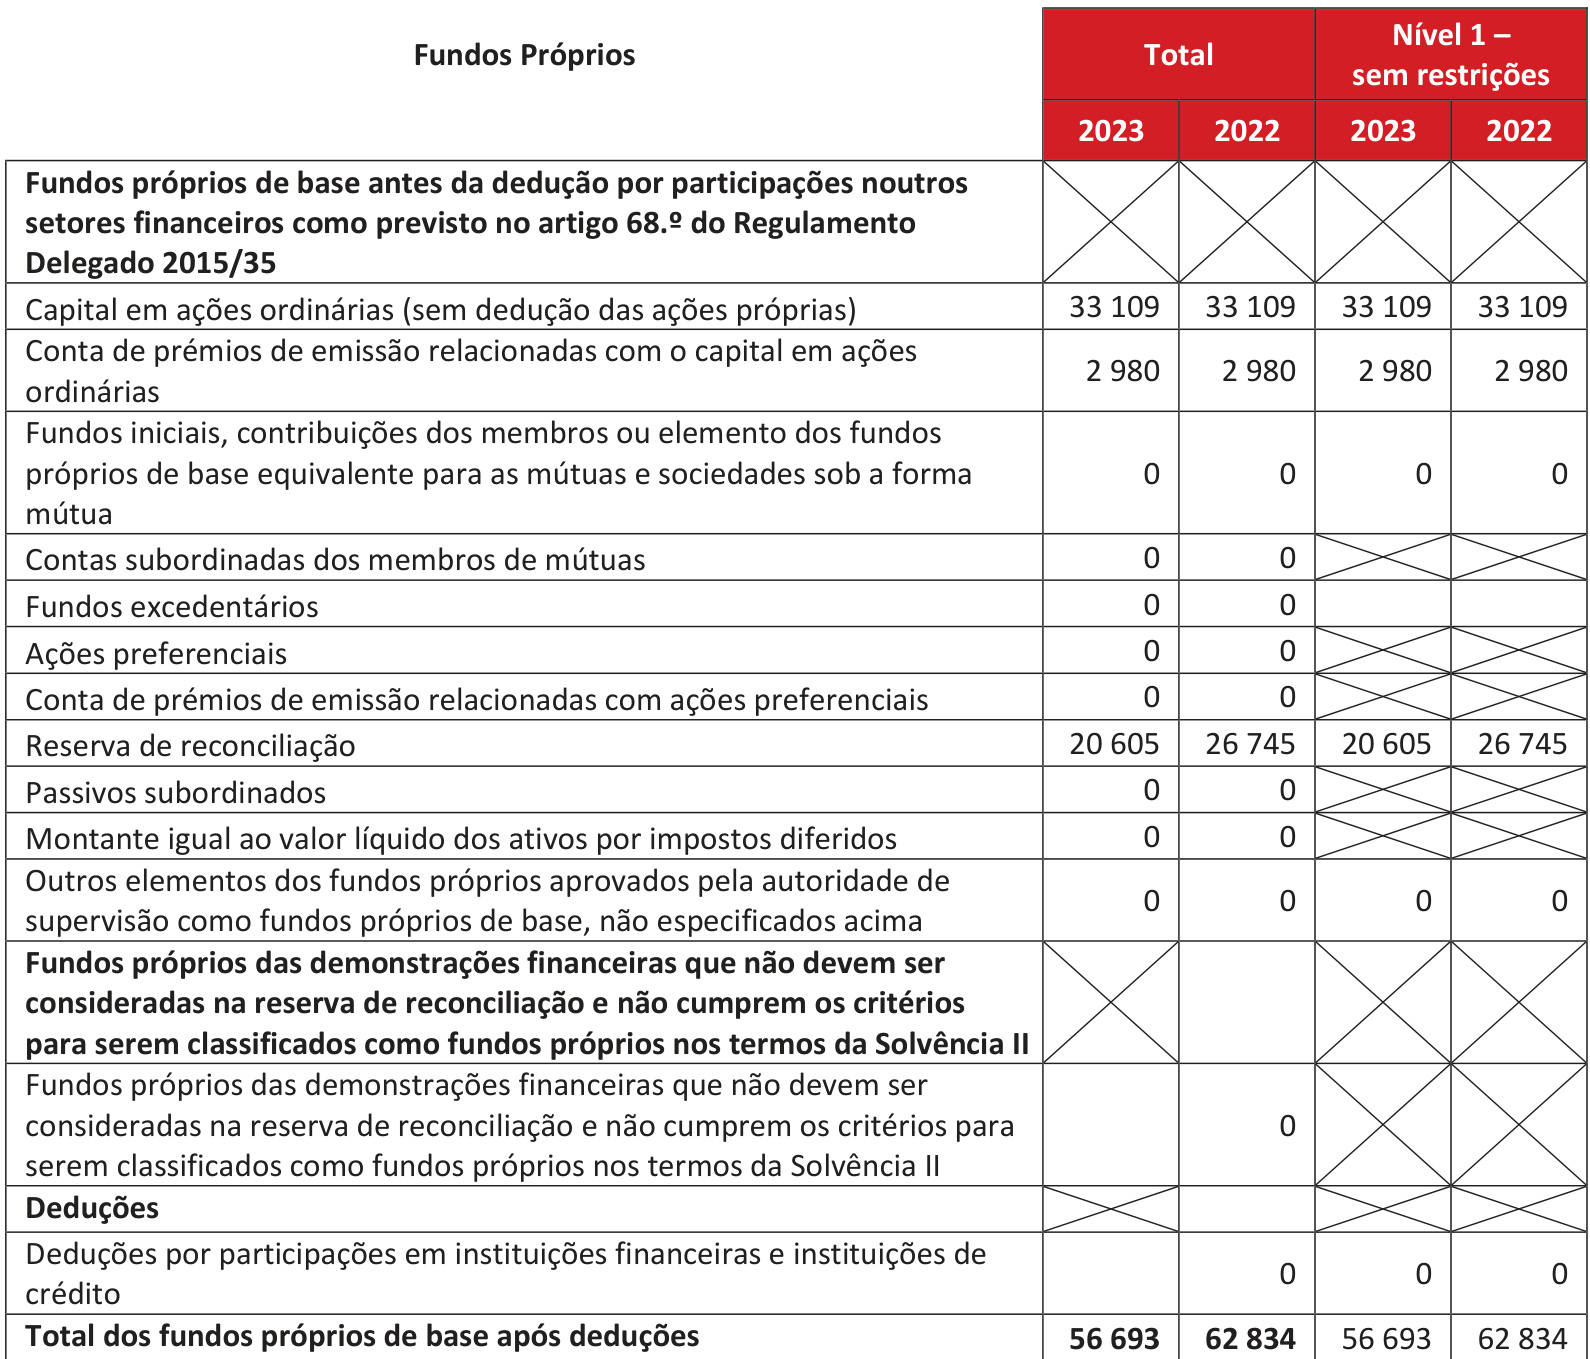 Fundos Próprios
Total
Nível 1 –
sem restrições
2023 2022 2023 2022
Fundos próprios de base antes da dedução por participações noutros
setores financeiros como previsto no artigo 68.º do Regulamento
Delegado 2015/35
Capital em ações ordinárias (sem dedução das ações próprias) 33 109 33 109 33 109 33 109
Conta de prémios de emissão relacionadas com o capital em ações
ordinárias 2 980 2 980 2 980 2 980
Fundos iniciais, contribuições dos membros ou elemento dos fundos
próprios de base equivalente para as mútuas e sociedades sob a forma 0 0 0 0
mútua
Contas subordinadas dos membros de mútuas 0 0
Fundos excedentários 0 0
Ações preferenciais 0 0
Conta de prémios de emissão relacionadas com ações preferenciais 0 0
Reserva de reconciliação 20 605 26 745 20 605 26 745
Passivos subordinados 0 0
Montante igual ao valor líquido dos ativos por impostos diferidos 0 0
Outros elementos dos fundos próprios aprovados pela autoridade de
supervisão como fundos próprios de base, não especificados acima 0 0 0 0
Fundos próprios das demonstrações financeiras que não devem ser
consideradas na reserva de reconciliação e não cumprem os critérios
para serem classificados como fundos próprios nos termos da Solvência II
Fundos próprios das demonstrações financeiras que não devem ser
consideradas na reserva de reconciliação e não cumprem os critérios para 0
serem classificados como fundos próprios nos termos da Solvência II
Deduções
Deduções por participações em instituições financeiras e instituições de
crédito 0 0 0
Total dos fundos próprios de base após deduções 56 693 62 834 56 693 62 834